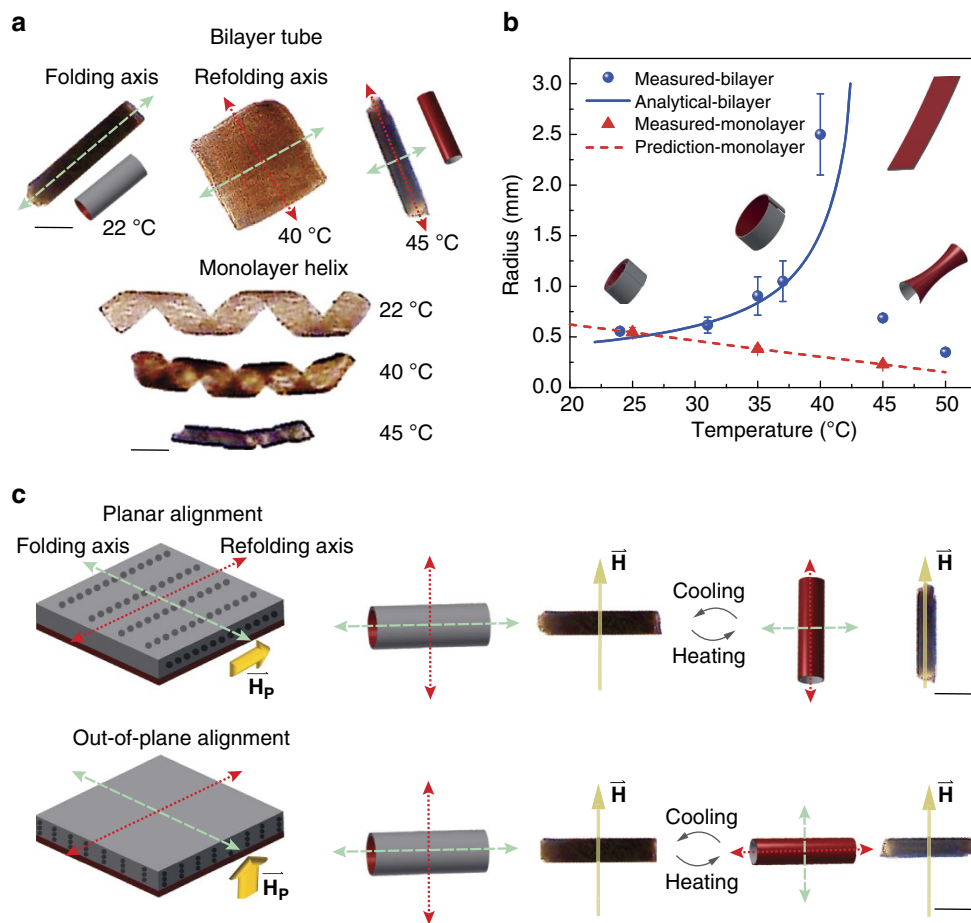 a
Bilayer tube
Folding axis
Refolding axis
22 °C
40 °C
45 °C
Monolayer helix
22 °C
40 °C
45 °C
b
3.0
2.5
2.0
1.5
1.0
0.5
0.0
Radius (mm)
Measured-bilayer
Analytical-bilayer
Measured-monolayer
Prediction-monolayer
20 25 30 35 40 45 50
Temperature (°C)
c
Planar alignment
Folding axis
Refolding axis
H⃗P
H⃗
Cooling
Heating
H⃗
Out-of-plane alignment
H⃗P
H⃗
Cooling
Heating
H⃗